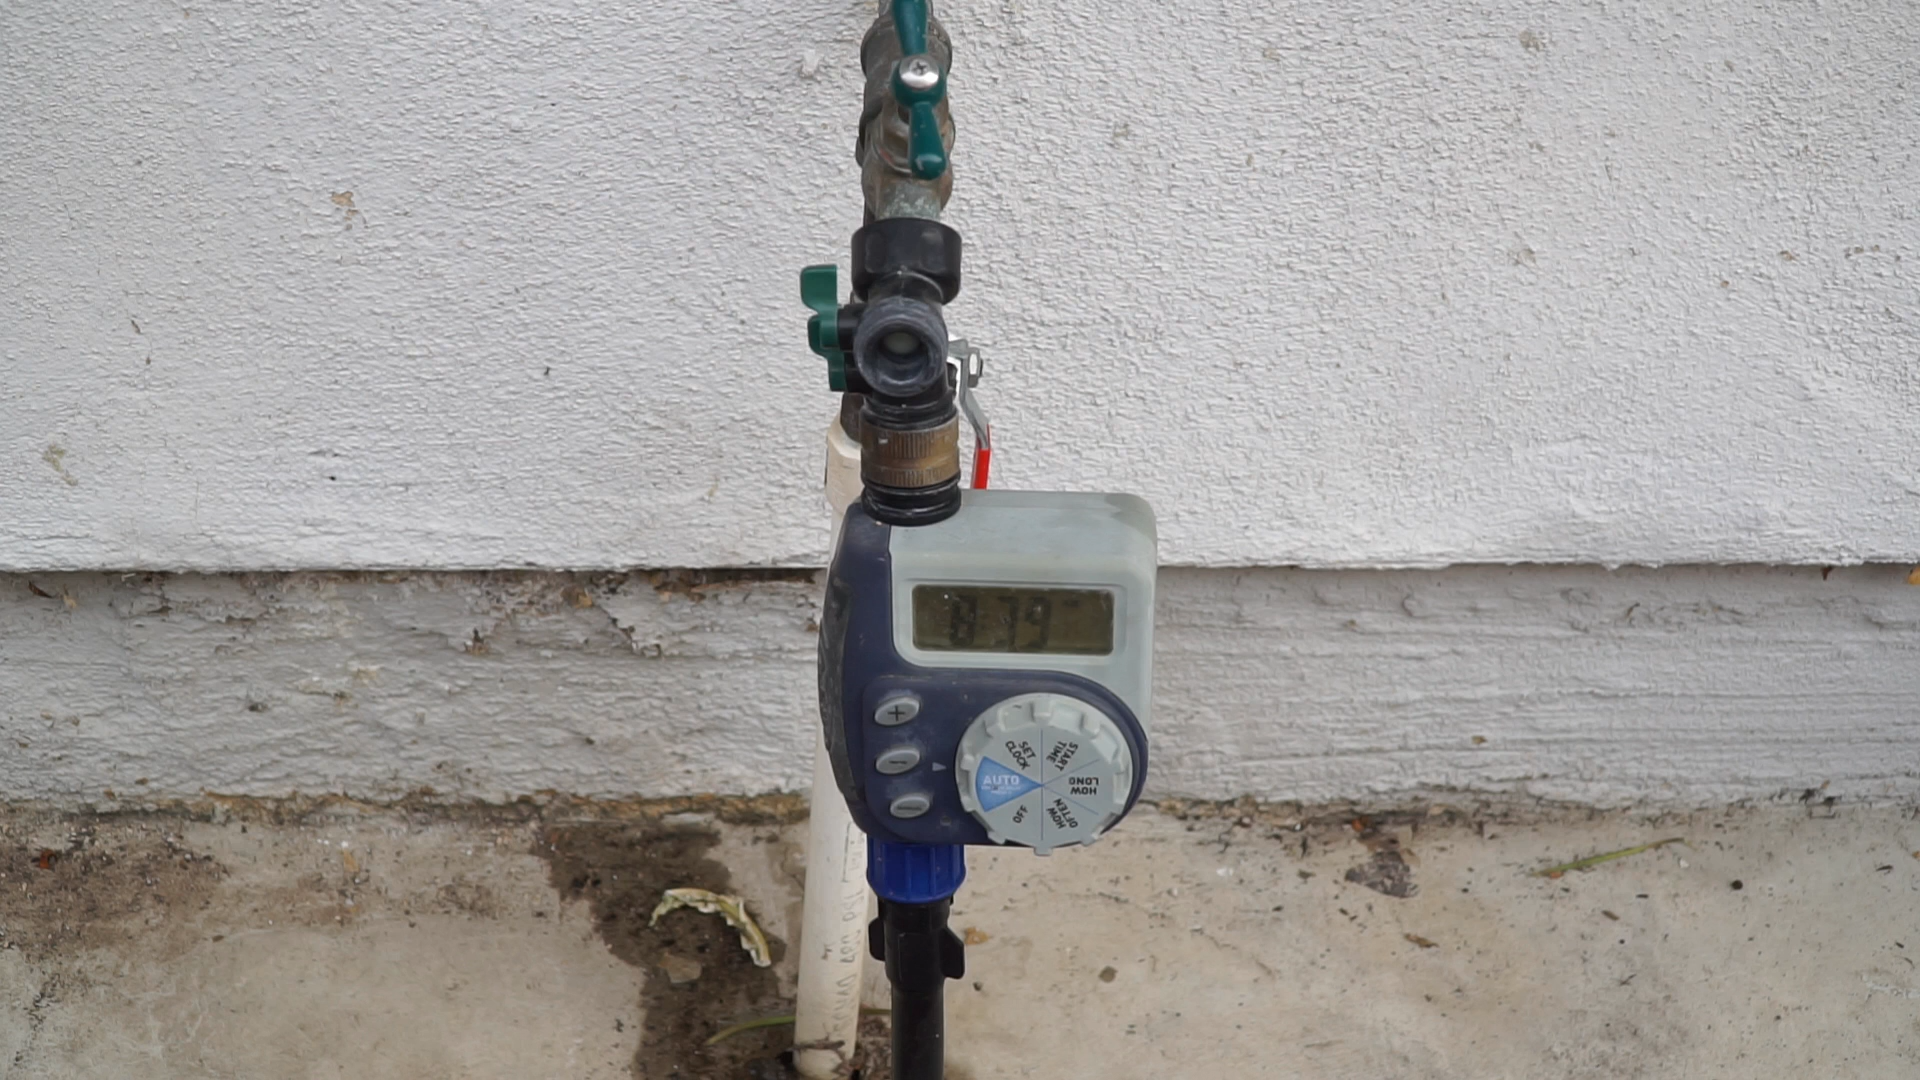 8:39
+
SET
CLOCK
START
TIME
HOW
LONG
HOW
OFTEN
OFF
AUTO